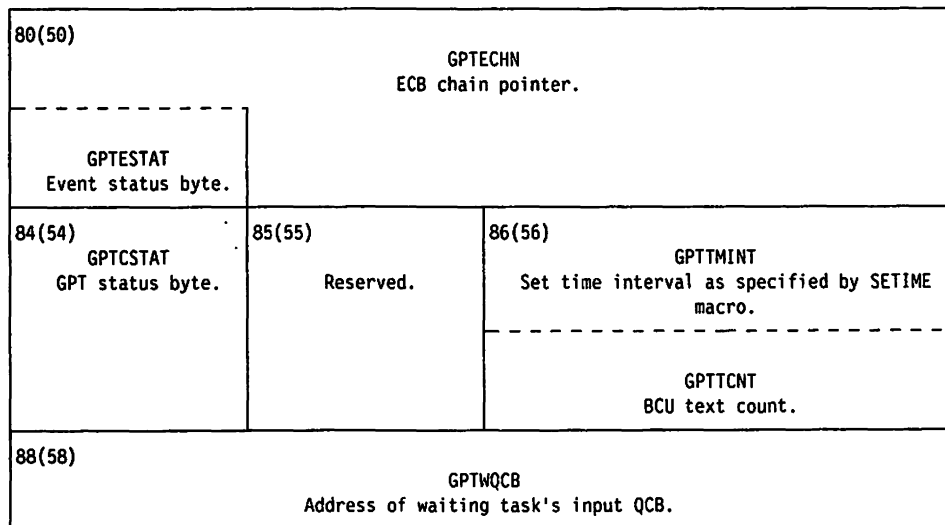 80(50)
GPTECHN
ECB chain pointer.
GPTESTAT
Event status byte.
84(54)
GPTCSTAT
GPT status byte.
85(55)
Reserved.
86(56)
GPTTMINT
Set time interval as specified by SETIME
macro.
GPTTCNT
BCU text count.
88(58)
GPTWQCB
Address of waiting task's input QCB.